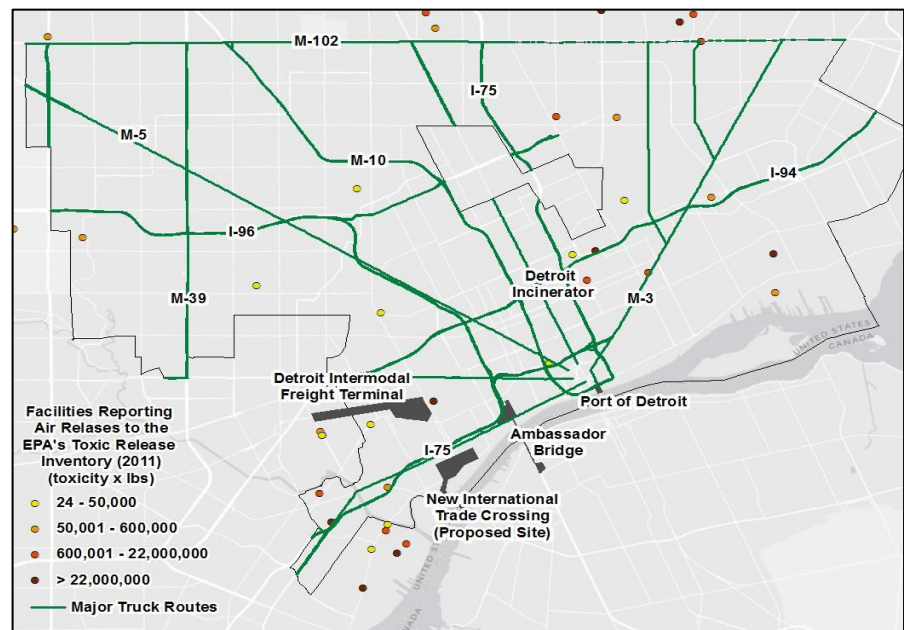 M-102
I-75
M-5
M-10
I-94
I-96
Detroit
Incinerator
M-39
M-3
UNITED STATES
CANADA
Detroit Intermodal
Freight Terminal
Port of Detroit
Ambassador
Bridge
I-75
New International
Trade Crossing
(Proposed Site)
Facilities Reporting
Air Relases to the
EPA's Toxic Release
Inventory (2011)
(toxicity x lbs)
24 - 50,000
50,001 - 600,000
600,001 - 22,000,000
> 22,000,000
Major Truck Routes
UNITED STATES
CANADA